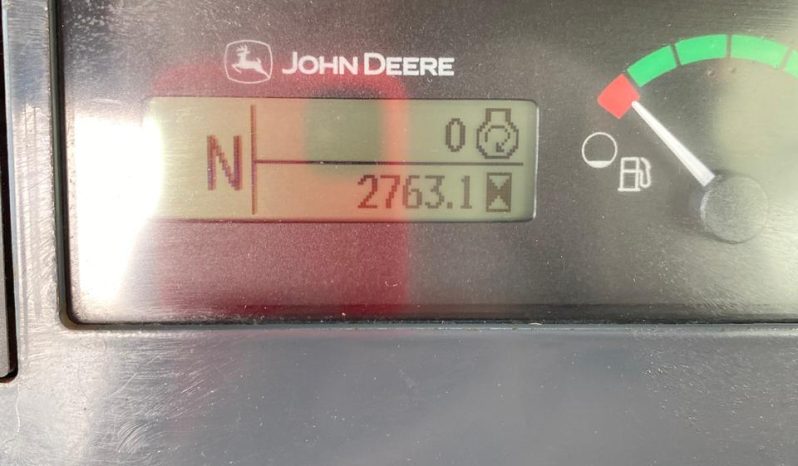 JOHN DEERE
N
0
2763.1